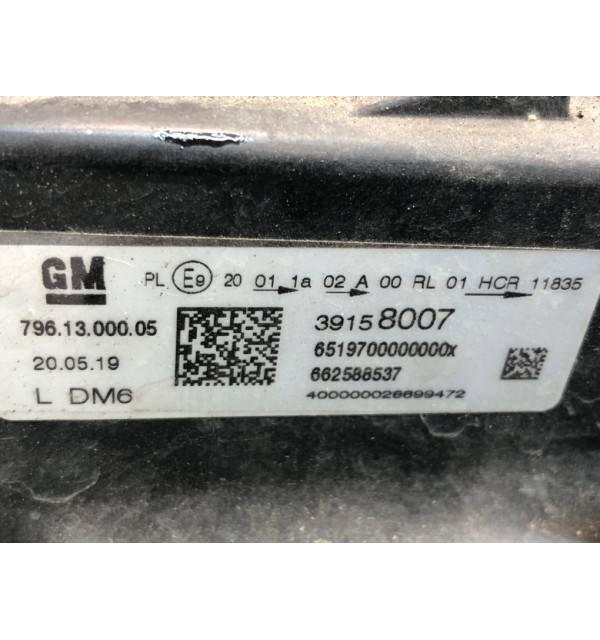 GM
PL E9 20 01 1a 02 A 00 RL 01 HCR 11835
796.13.000.05
39158007
20.05.19
6519700000000x
L DM6
662588537
400000028699472